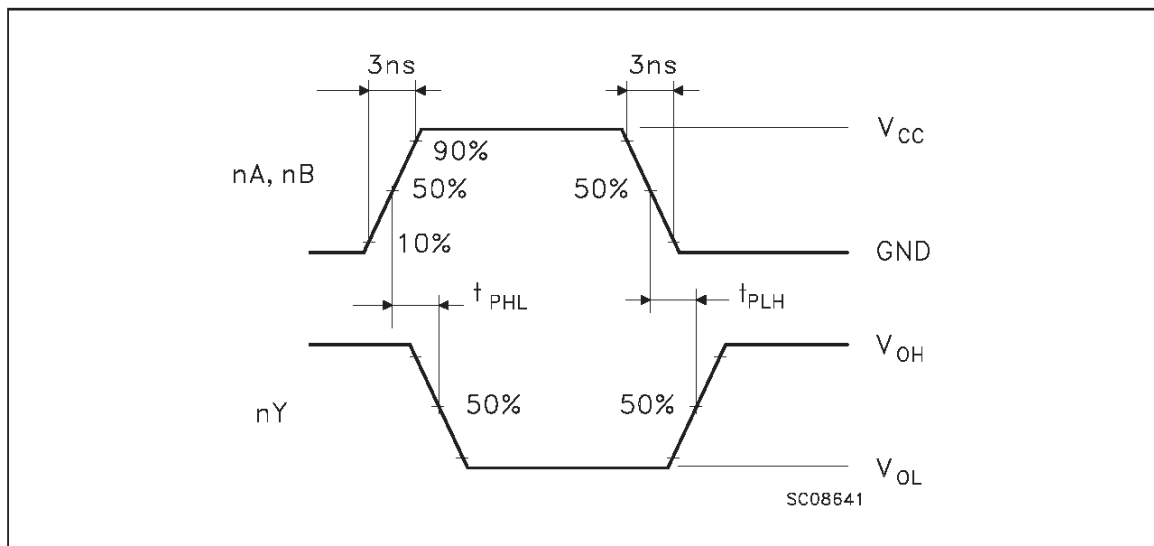 3ns 3ns
V_CC
90%
nA, nB 50% 50%
10%
GND
t_PHL t_PLH
V_OH
nY 50% 50%
V_OL
SC08641